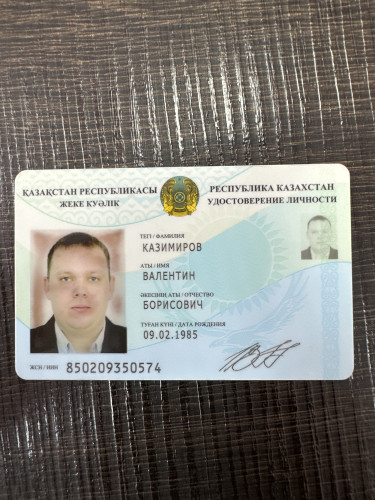 ҚАЗАҚСТАН РЕСПУБЛИКАСЫ
ЖЕКЕ КУӘЛІК
РЕСПУБЛИКА КАЗАХСТАН
УДОСТОВЕРЕНИЕ ЛИЧНОСТИ
ТЕГІ / ФАМИЛИЯ
КАЗИМИРОВ
АТЫ / ИМЯ
ВАЛЕНТИН
ӘКЕСІНІҢ АТЫ / ОТЧЕСТВО
БОРИСОВИЧ
ТУҒАН КҮНІ / ДАТА РОЖДЕНИЯ
09.02.1985
ЖСН / ИИН 850209350574